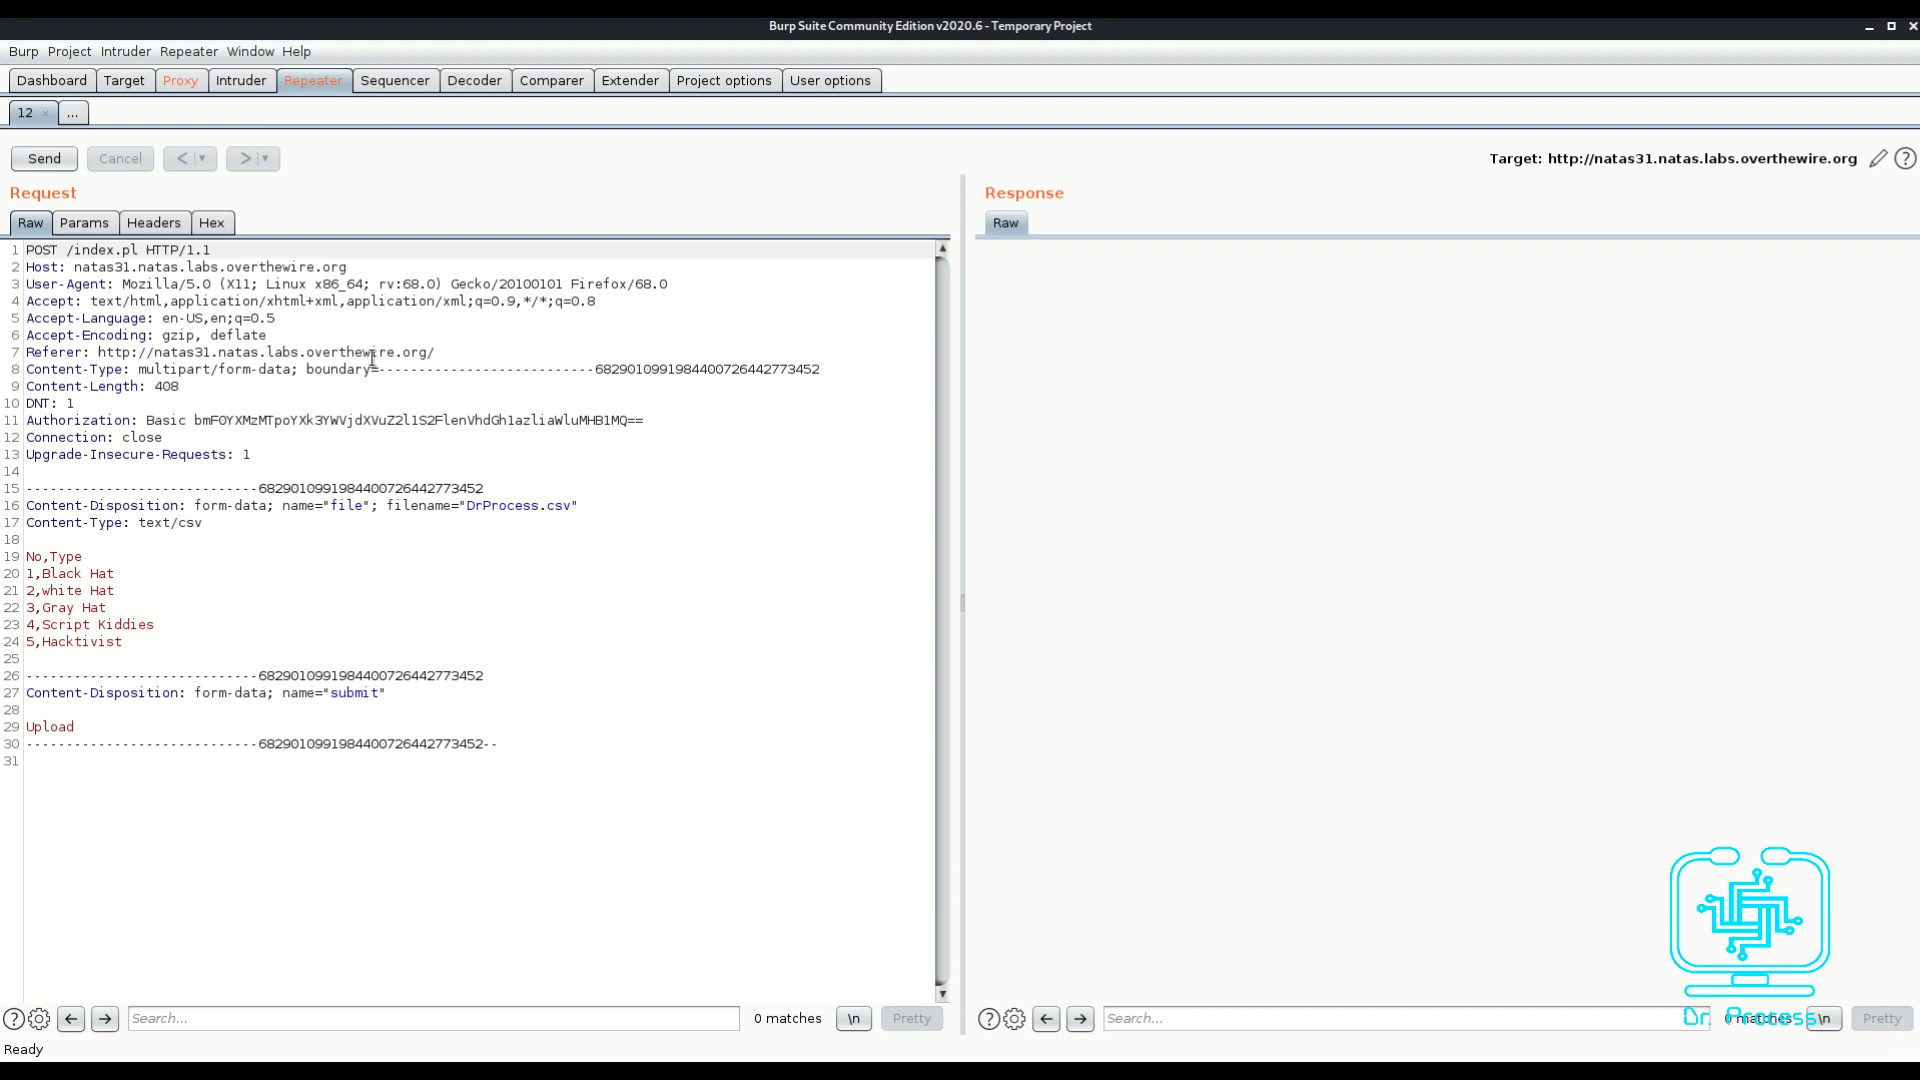 Burp Suite Community Edition v2020.6 - Temporary Project
Burp Project Intruder Repeater Window Help
Dashboard Target Proxy Intruder Repeater Sequencer Decoder Comparer Extender Project options User options
12 × ...
Send Cancel < > Target: http://natas31.natas.labs.overthewire.org ?
Request
Response
Raw Params Headers Hex
Raw
1 POST /index.pl HTTP/1.1
2 Host: natas31.natas.labs.overthewire.org
3 User-Agent: Mozilla/5.0 (X11; Linux x86_64; rv:68.0) Gecko/20100101 Firefox/68.0
4 Accept: text/html,application/xhtml+xml,application/xml;q=0.9,*/*;q=0.8
5 Accept-Language: en-US,en;q=0.5
6 Accept-Encoding: gzip, deflate
7 Referer: http://natas31.natas.labs.overthewire.org/
8 Content-Type: multipart/form-data; boundary=---------------------------6829010991984400726442773452
9 Content-Length: 408
10 DNT: 1
11 Authorization: Basic bmF0YXMzMTpoYXk3YWVjdXVuZ2l1S2FlenVhdGh1azliaWluMHB1MQ==
12 Connection: close
13 Upgrade-Insecure-Requests: 1
14
15 -----------------------------6829010991984400726442773452
16 Content-Disposition: form-data; name="file"; filename="DrProcess.csv"
17 Content-Type: text/csv
18
19 No,Type
20 1,Black Hat
21 2,white Hat
22 3,Gray Hat
23 4,Script Kiddies
24 5,Hacktivist
25
26 -----------------------------6829010991984400726442773452
27 Content-Disposition: form-data; name="submit"
28
29 Upload
30 -----------------------------6829010991984400726442773452--
31
? Search... 0 matches \n Pretty
? Search... 0 matches \n Pretty
Dr. Process
Ready